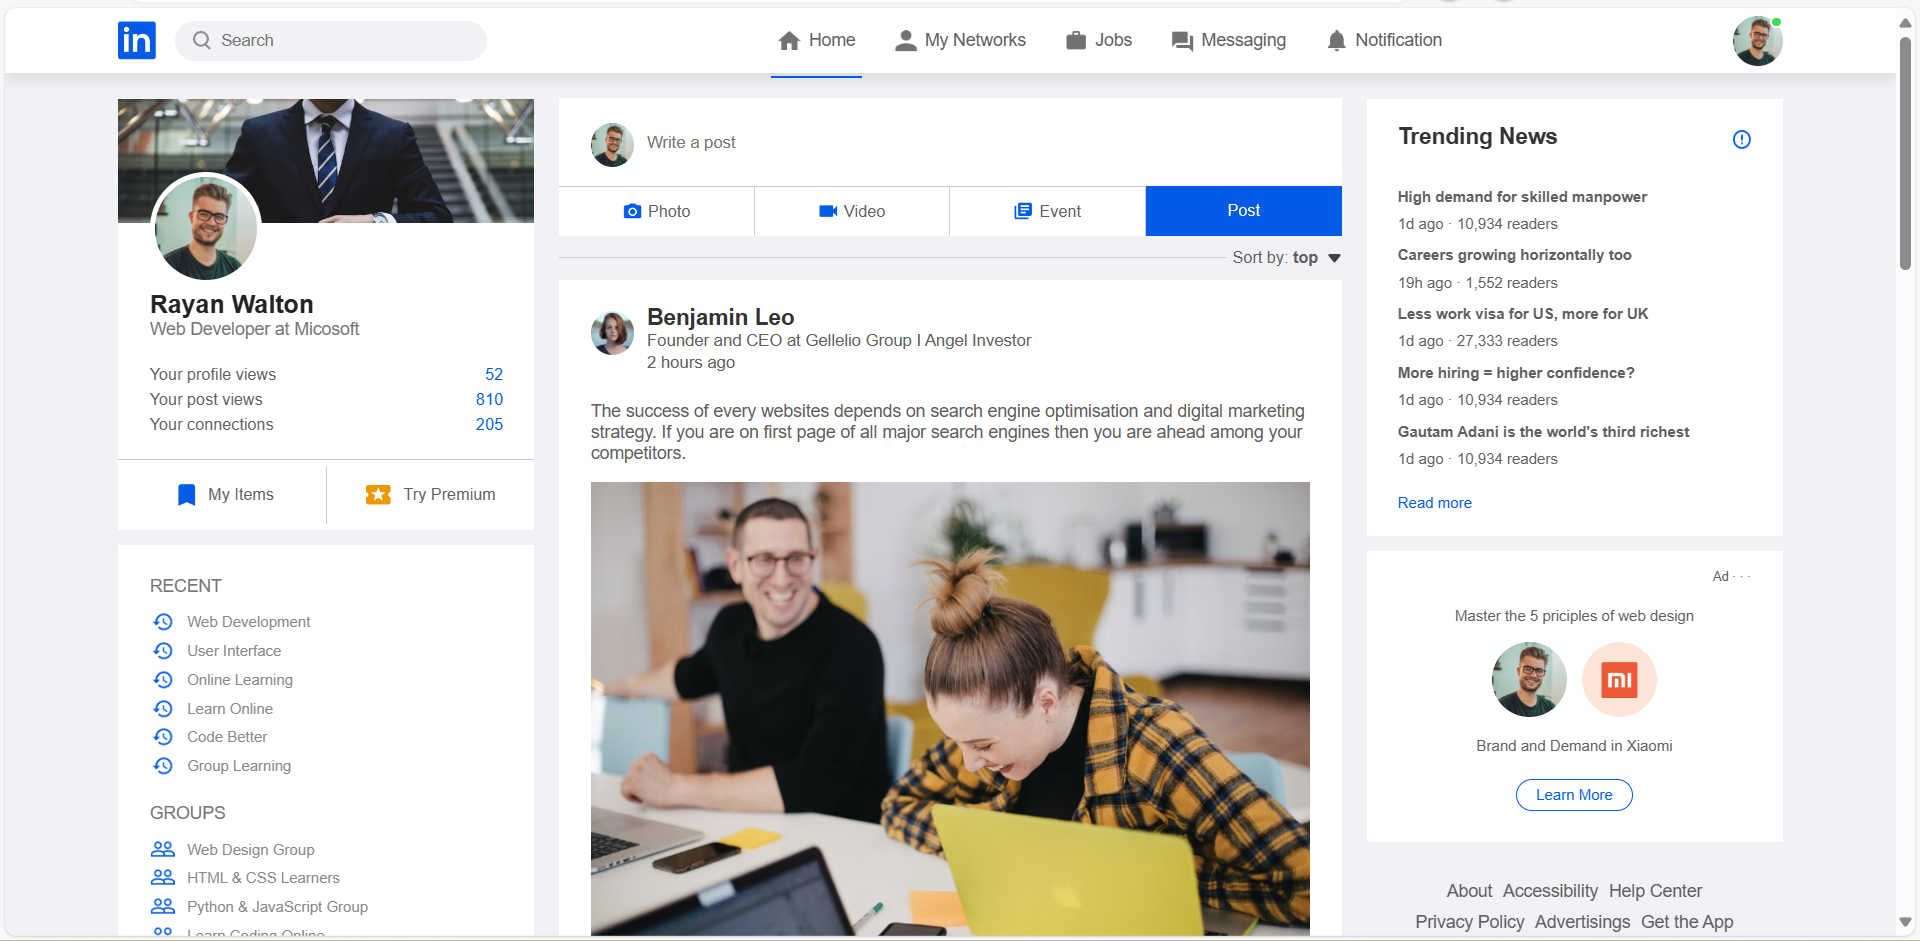 in
Search
Home
My Networks
Jobs
Messaging
Notification
Rayan Walton
Web Developer at Micosoft
Your profile views 52
Your post views 810
Your connections 205
My Items
Try Premium
RECENT
Web Development
User Interface
Online Learning
Learn Online
Code Better
Group Learning
GROUPS
Web Design Group
HTML & CSS Learners
Python & JavaScript Group
Learn Coding Online
Write a post
Photo
Video
Event
Post
Sort by: top
Benjamin Leo
Founder and CEO at Gellelio Group I Angel Investor
2 hours ago
The success of every websites depends on search engine optimisation and digital marketing
strategy. If you are on first page of all major search engines then you are ahead among your
competitors.
Trending News
High demand for skilled manpower
1d ago · 10,934 readers
Careers growing horizontally too
19h ago · 1,552 readers
Less work visa for US, more for UK
1d ago · 27,333 readers
More hiring = higher confidence?
1d ago · 10,934 readers
Gautam Adani is the world's third richest
1d ago · 10,934 readers
Read more
Ad · · ·
Master the 5 priciples of web design
mi
Brand and Demand in Xiaomi
Learn More
About Accessibility Help Center
Privacy Policy Advertisings Get the App